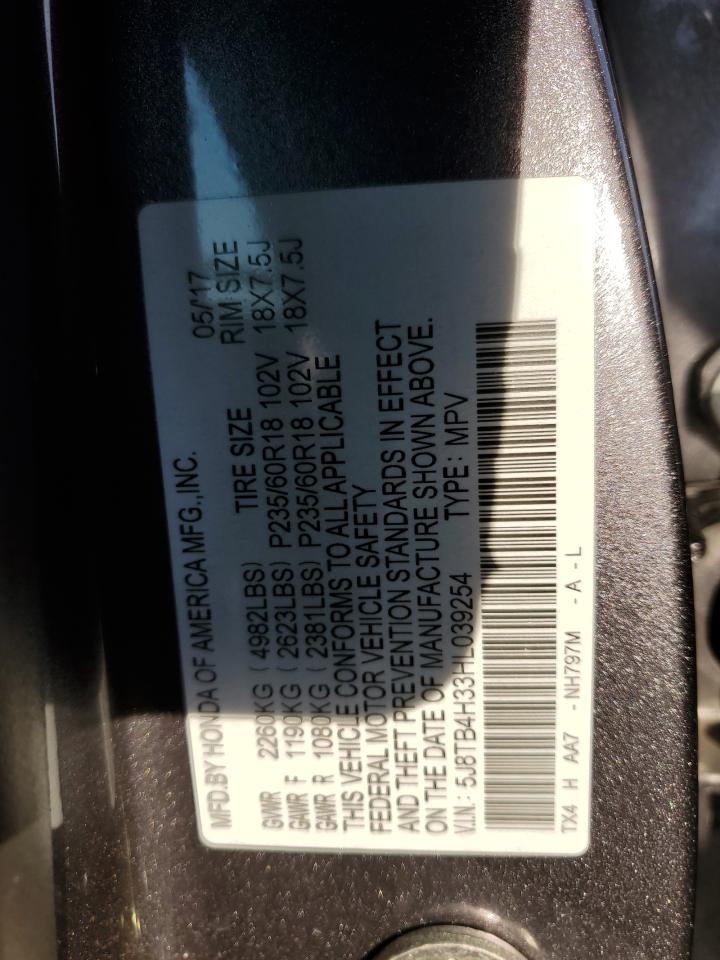 MFD.BY HONDA OF AMERICA MFG.,INC. 05/17
TIRE SIZE RIM SIZE
GVWR 2260KG ( 4982LBS)
GAWR F 1190KG ( 2623LBS) P235/60R18 102V 18X7.5J
GAWR R 1080KG ( 2381LBS) P235/60R18 102V 18X7.5J
THIS VEHICLE CONFORMS TO ALL APPLICABLE
FEDERAL MOTOR VEHICLE SAFETY
AND THEFT PREVENTION STANDARDS IN EFFECT
ON THE DATE OF MANUFACTURE SHOWN ABOVE.
V.I.N.: 5J8TB4H33HL039254 TYPE: MPV
TX4 H AA7 -NH797M -A-L